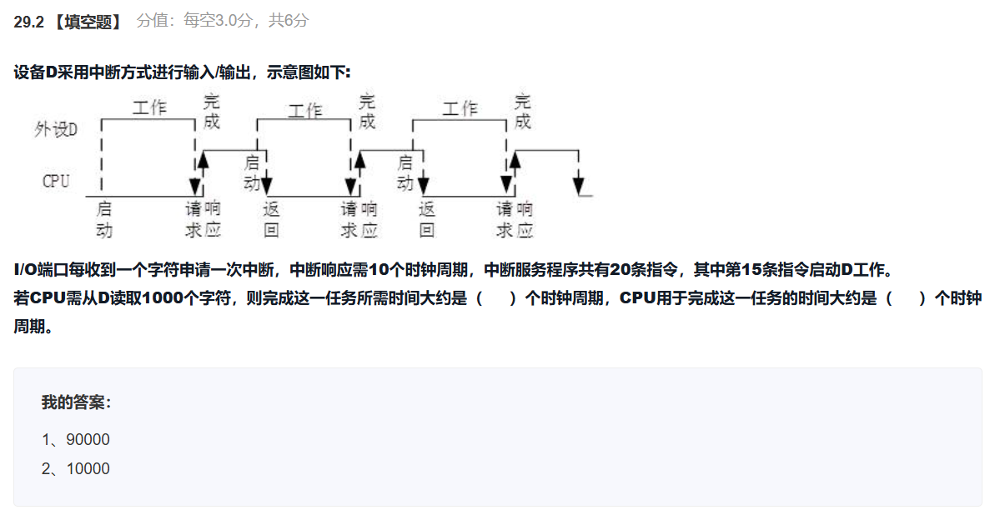 29.2 【填空题】 分值：每空3.0分，共6分
设备D采用中断方式进行输入/输出，示意图如下:
工作 完成 工作 完成 工作 完成
外设D
启动 启动
CPU
启动 请求 响应 返回 请求 响应 返回 请求 响应
I/O端口每收到一个字符申请一次中断，中断响应需10个时钟周期，中断服务程序共有20条指令，其中第15条指令启动D工作。
若CPU需从D读取1000个字符，则完成这一任务所需时间大约是（ ）个时钟周期，CPU用于完成这一任务的时间大约是（ ）个时钟
周期。
我的答案：
1、90000
2、10000